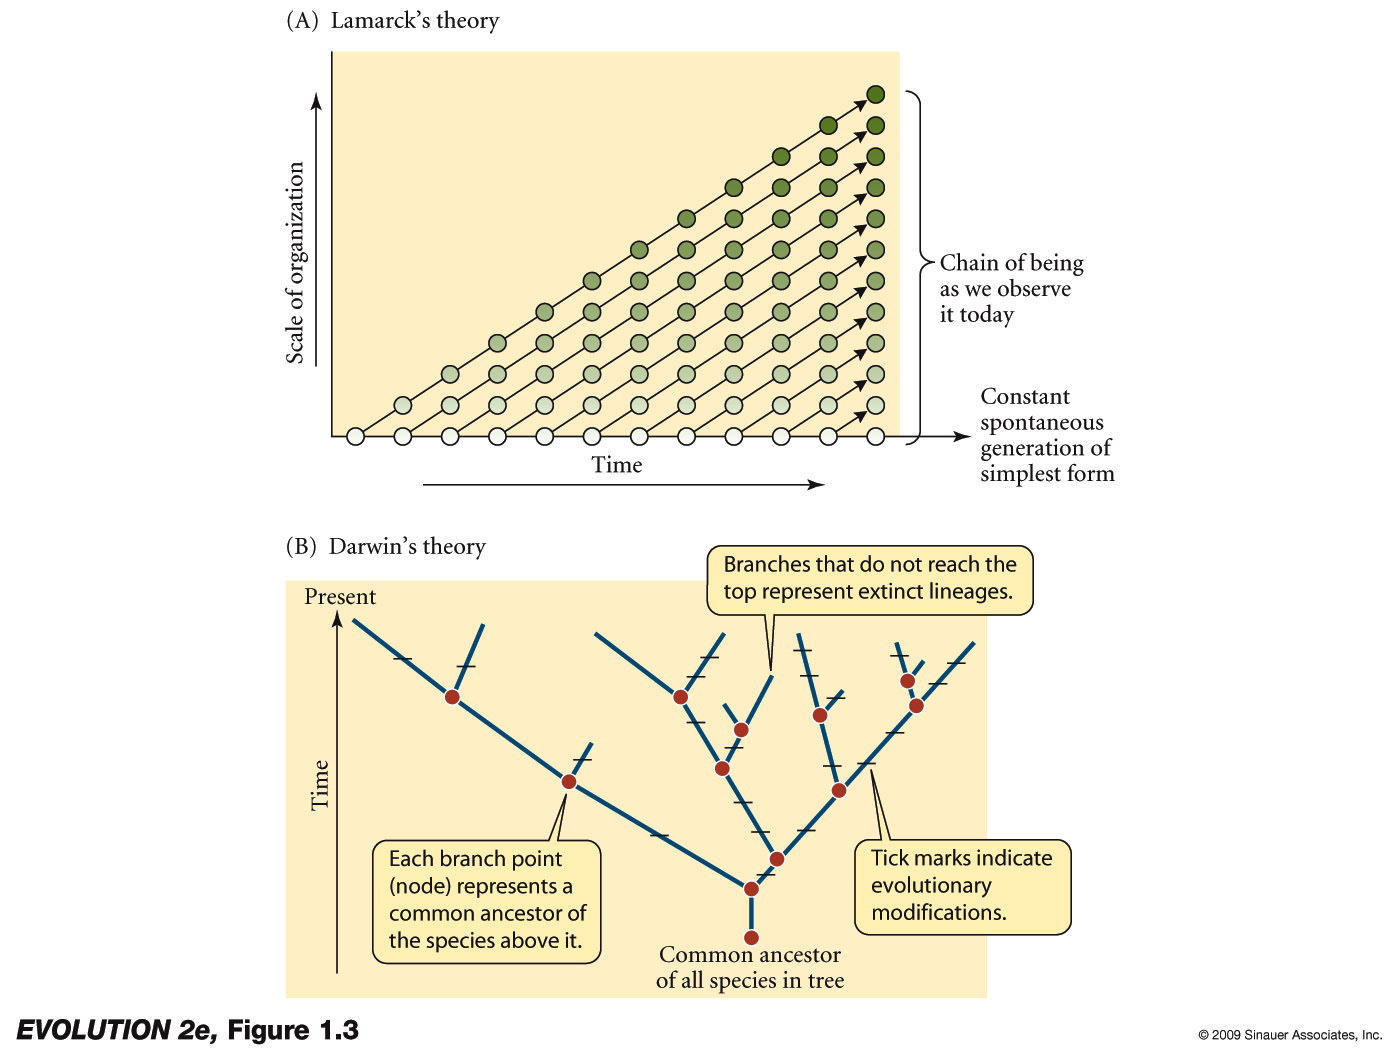 (A) Lamarck's theory
Scale of organization
Chain of being
as we observe
it today
Constant
spontaneous
generation of
simplest form
Time
(B) Darwin's theory
Branches that do not reach the
top represent extinct lineages.
Present
Time
Each branch point
(node) represents a
common ancestor of
the species above it.
Tick marks indicate
evolutionary
modifications.
Common ancestor
of all species in tree
EVOLUTION 2e, Figure 1.3
© 2009 Sinauer Associates, Inc.